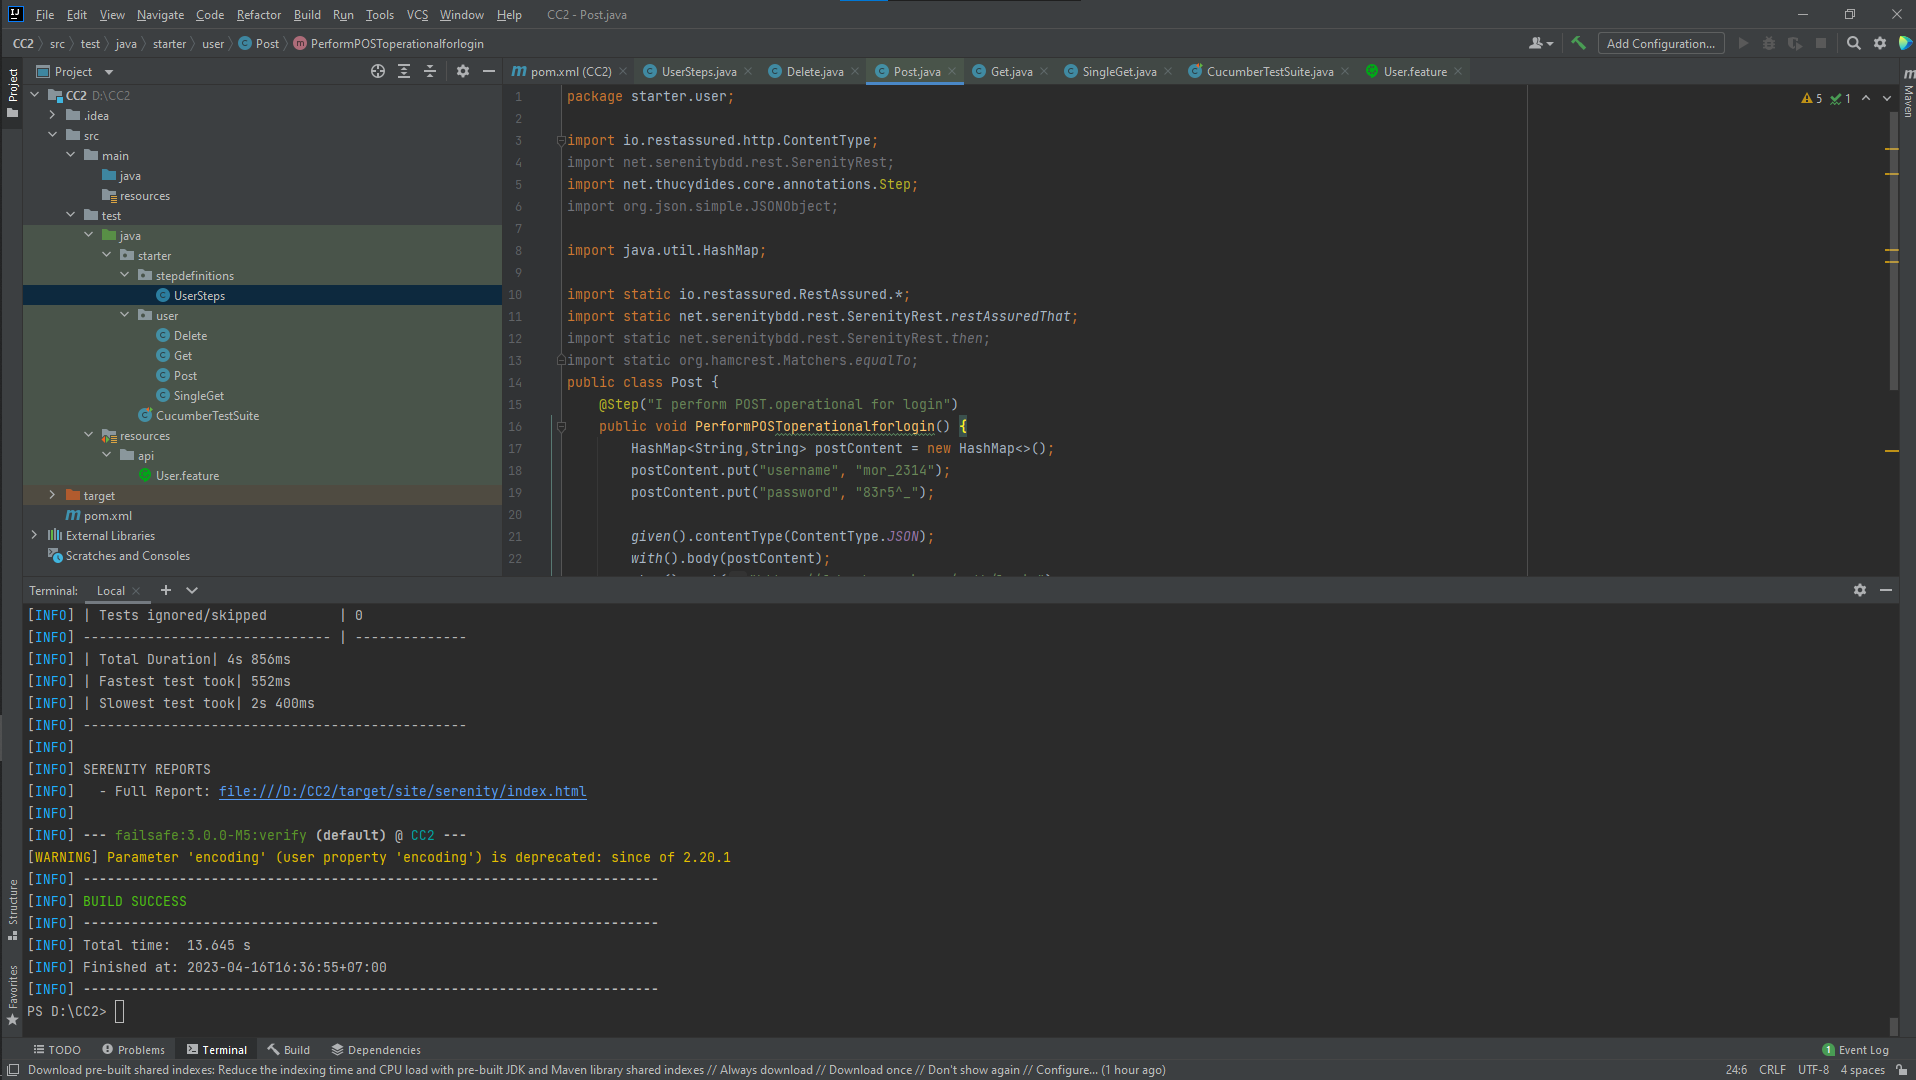 File Edit View Navigate Code Refactor Build Run Tools VCS Window Help CC2 - Post.java
CC2 src test java starter user Post PerformPOSToperationalforlogin
Add Configuration...
Project
pom.xml (CC2) UserSteps.java Delete.java Post.java Get.java SingleGet.java CucumberTestSuite.java User.feature
Project
Maven
CC2 D:\CC2
.idea
src
main
java
resources
test
java
starter
stepdefinitions
UserSteps
user
Delete
Get
Post
SingleGet
CucumberTestSuite
resources
api
User.feature
target
pom.xml
External Libraries
Scratches and Consoles
5 1
1 package starter.user;
2
3 import io.restassured.http.ContentType;
4 import net.serenitybdd.rest.SerenityRest;
5 import net.thucydides.core.annotations.Step;
6 import org.json.simple.JSONObject;
7
8 import java.util.HashMap;
9
10 import static io.restassured.RestAssured.*;
11 import static net.serenitybdd.rest.SerenityRest.restAssuredThat;
12 import static net.serenitybdd.rest.SerenityRest.then;
13 import static org.hamcrest.Matchers.equalTo;
14 public class Post {
15 @Step("I perform POST.operational for login")
16 public void PerformPOSToperationalforlogin() {
17 HashMap<String,String> postContent = new HashMap<>();
18 postContent.put("username", "mor_2314");
19 postContent.put("password", "83r5^_");
20
21 given().contentType(ContentType.JSON);
22 with().body(postContent);
Terminal: Local
[INFO] | Tests ignored/skipped | 0
[INFO] ------------------------------- | --------------
[INFO] | Total Duration| 4s 856ms
[INFO] | Fastest test took| 552ms
[INFO] | Slowest test took| 2s 400ms
[INFO] ------------------------------------------------
[INFO]
[INFO] SERENITY REPORTS
[INFO] - Full Report: file:///D:/CC2/target/site/serenity/index.html
[INFO]
[INFO] --- failsafe:3.0.0-M5:verify (default) @ CC2 ---
[WARNING] Parameter 'encoding' (user property 'encoding') is deprecated: since of 2.20.1
[INFO] ------------------------------------------------------------------------
[INFO] BUILD SUCCESS
[INFO] ------------------------------------------------------------------------
[INFO] Total time: 13.645 s
[INFO] Finished at: 2023-04-16T16:36:55+07:00
[INFO] ------------------------------------------------------------------------
PS D:\CC2>
Structure
Favorites
TODO Problems Terminal Build Dependencies
1 Event Log
Download pre-built shared indexes: Reduce the indexing time and CPU load with pre-built JDK and Maven library shared indexes // Always download // Download once // Don't show again // Configure... (1 hour ago)
24:6 CRLF UTF-8 4 spaces